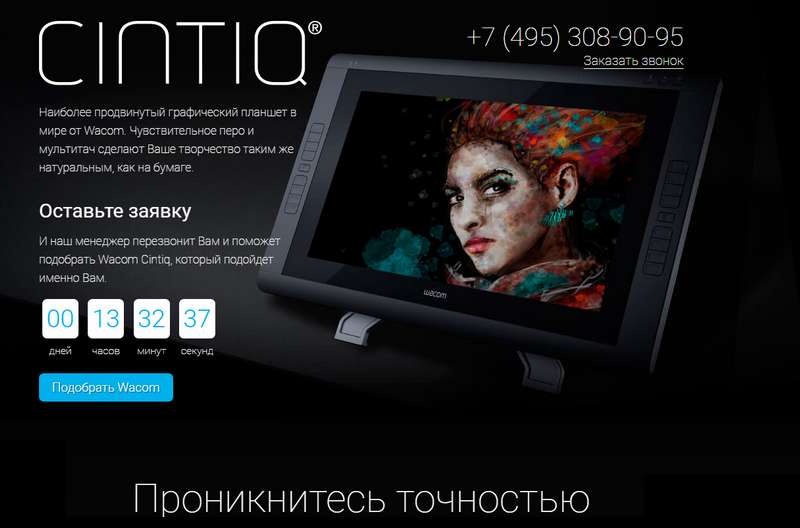 CINTIQ®
+7 (495) 308-90-95
Заказать звонок
Наиболее продвинутый графический планшет в
мире от Wacom. Чувствительное перо и
мультитач сделают Ваше творчество таким же
натуральным, как на бумаге.
Оставьте заявку
И наш менеджер перезвонит Вам и поможет
подобрать Wacom Cintiq, который подойдет
именно Вам.
00 13 32 37
дней часов минут секунд
Подобрать Wacom
wacom
Проникнитесь точностью